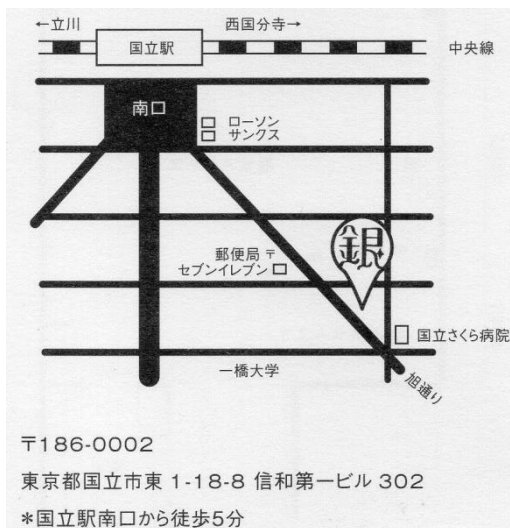 ←立川
西国分寺→
国立駅
中央線
南口
ローソン
サンクス
銀
郵便局〒
セブンイレブン
国立さくら病院
一橋大学
旭通り
〒186-0002
東京都国立市東 1-18-8 信和第一ビル 302
*国立駅南口から徒歩5分